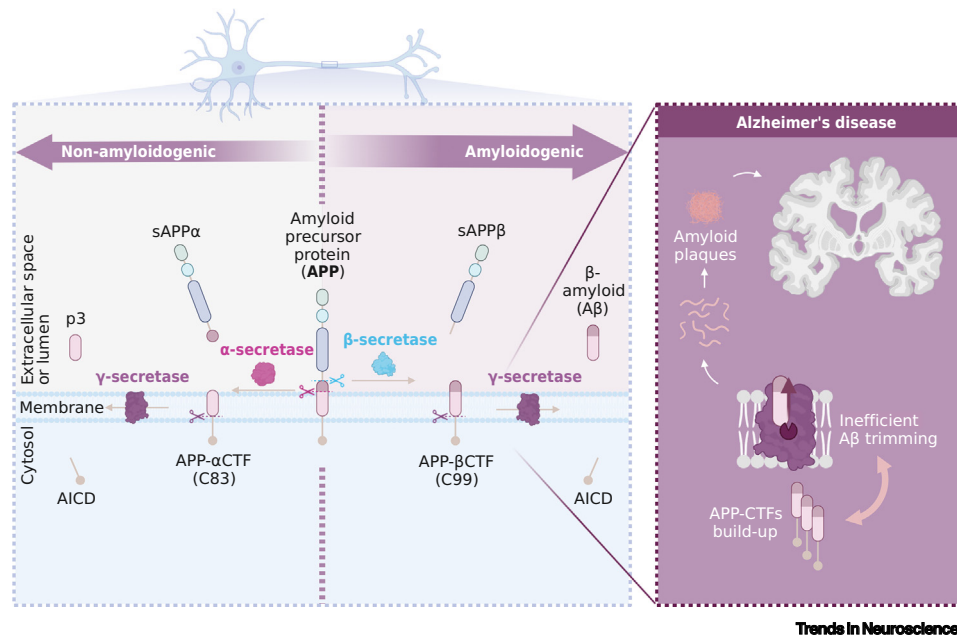 Non-amyloidogenic
Amyloidogenic
Extracellular space
or lumen
Membrane
Cytosol
p3
sAPPα
Amyloid
precursor
protein
(APP)
sAPPβ
β-
amyloid
(Aβ)
α-secretase
β-secretase
γ-secretase
γ-secretase
APP-αCTF
(C83)
APP-βCTF
(C99)
AICD
AICD
Alzheimer's disease
Amyloid
plaques
Inefficient
Aβ trimming
APP-CTFs
build-up
Trends in Neuroscience